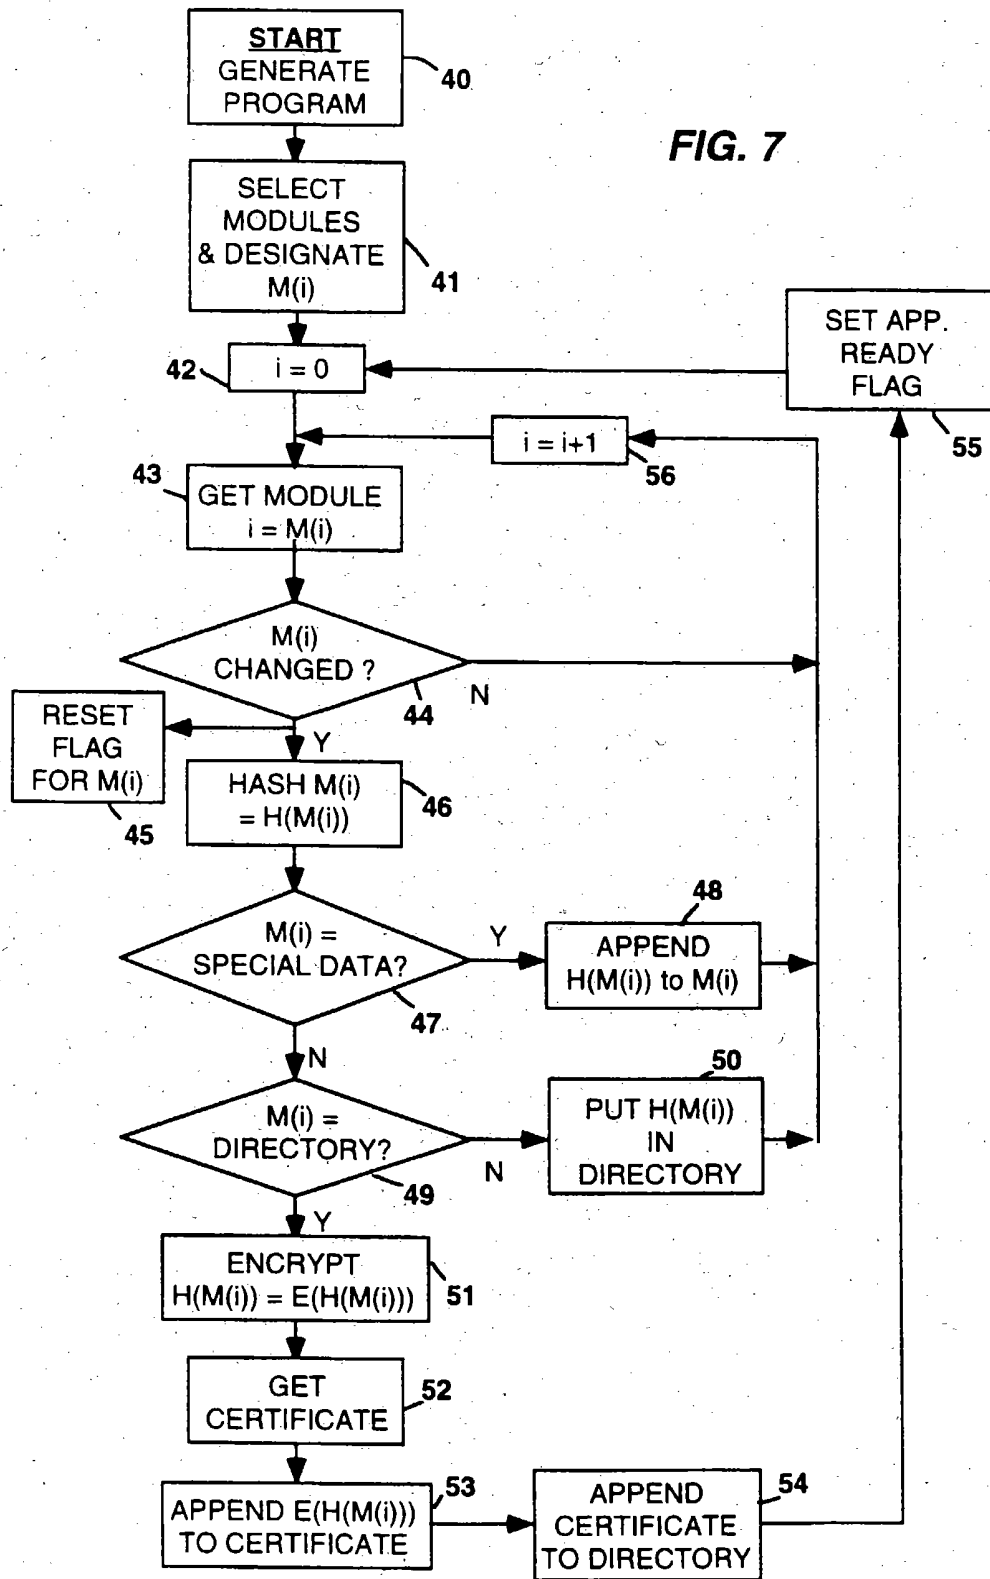 START
GENERATE
PROGRAM
40
FIG. 7
SELECT
MODULES
& DESIGNATE
M(i)
41
SET APP.
READY
FLAG
55
42
i = 0
i = i+1
56
43
GET MODULE
i = M(i)
M(i)
CHANGED ?
44
N
Y
RESET
FLAG
FOR M(i)
45
HASH M(i)
= H(M(i))
46
M(i) =
SPECIAL DATA?
47
Y
N
48
APPEND
H(M(i)) to M(i)
M(i) =
DIRECTORY?
49
N
Y
50
PUT H(M(i))
IN
DIRECTORY
ENCRYPT
H(M(i)) = E(H(M(i)))
51
GET
CERTIFICATE
52
APPEND E(H(M(i)))
TO CERTIFICATE
53
APPEND
CERTIFICATE
TO DIRECTORY
54